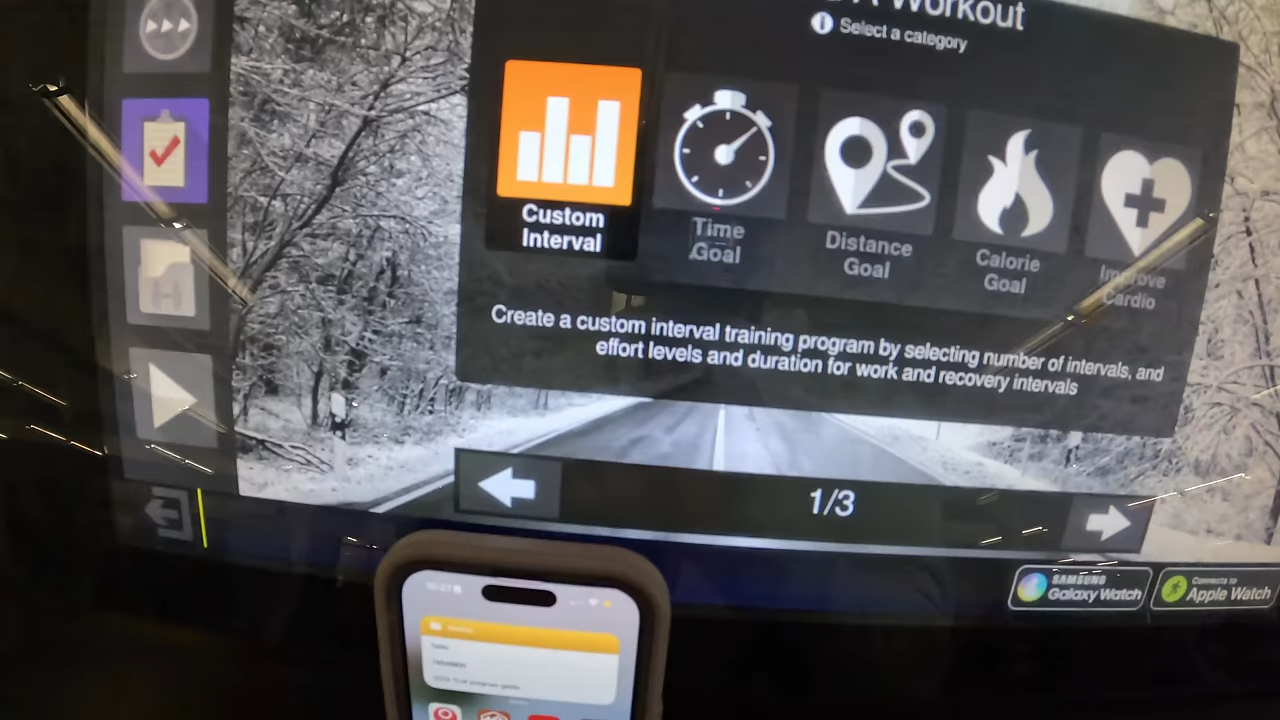 Workout
Select a category
Custom
Interval
Time
Goal
Distance
Goal
Calorie
Goal
Improve
Cardio
Create a custom interval training program by selecting number of intervals, and
effort levels and duration for work and recovery intervals
1/3
SAMSUNG
Galaxy Watch
Connects to
Apple Watch